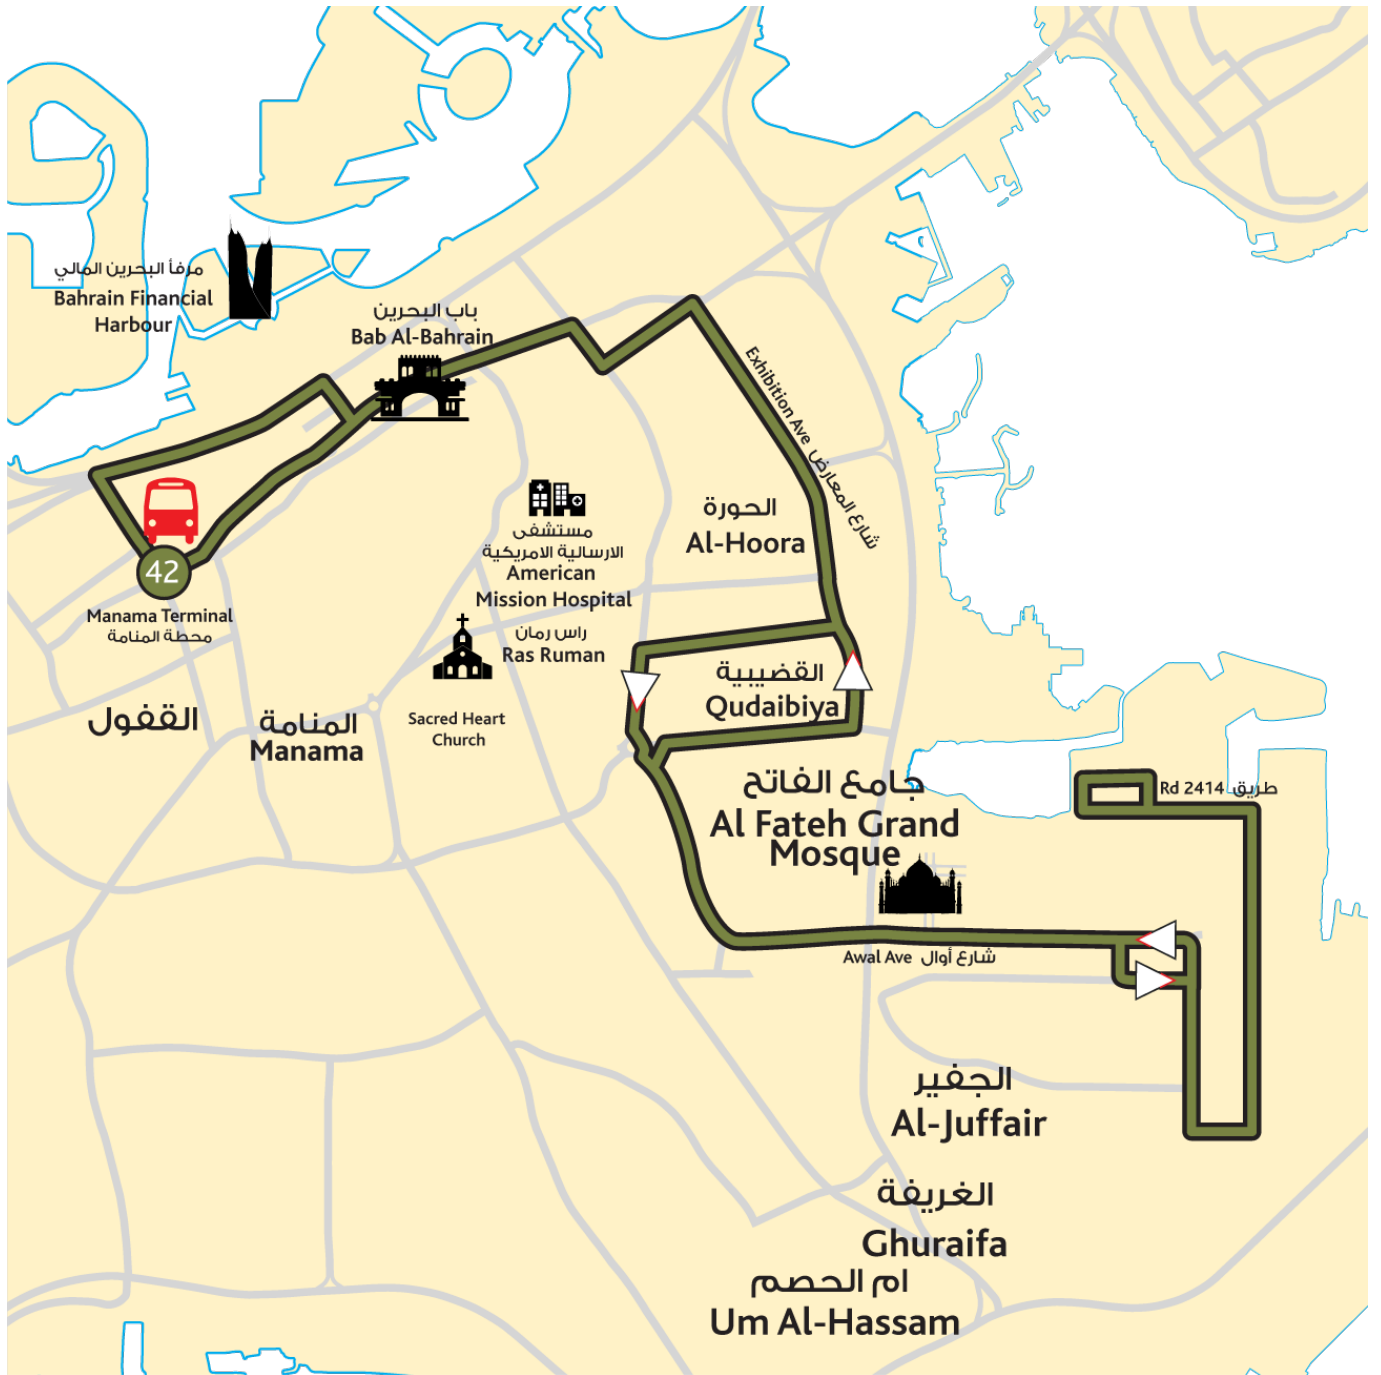 مرفأ البحرين المالي
Bahrain Financial
Harbour
باب البحرين
Bab Al-Bahrain
Exhibition Ave شارع المعارض
الحورة
Al-Hoora
مستشفى
الارسالية الامريكية
American
Mission Hospital
42
Manama Terminal
محطة المنامة
راس رمان
Ras Ruman
القضيبية
Qudaibiya
القفول
المنامة
Manama
Sacred Heart
Church
جامع الفاتح
Al Fateh Grand
Mosque
Rd 2414 طريق
Awal Ave شارع أوال
الجفير
Al-Juffair
الغريفة
Ghuraifa
ام الحصم
Um Al-Hassam